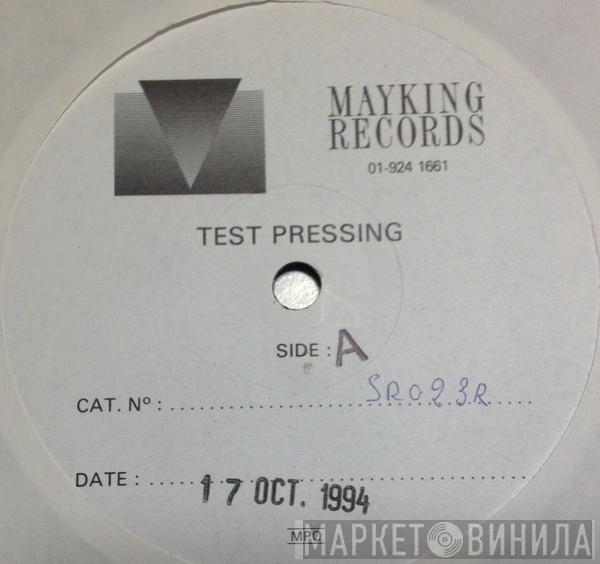 MAYKING
RECORDS
01-924 1661
TEST PRESSING
SIDE : A
CAT. Nº : SR023R
DATE : 17 OCT. 1994
MPO
МАРКЕТ ВИНИЛА